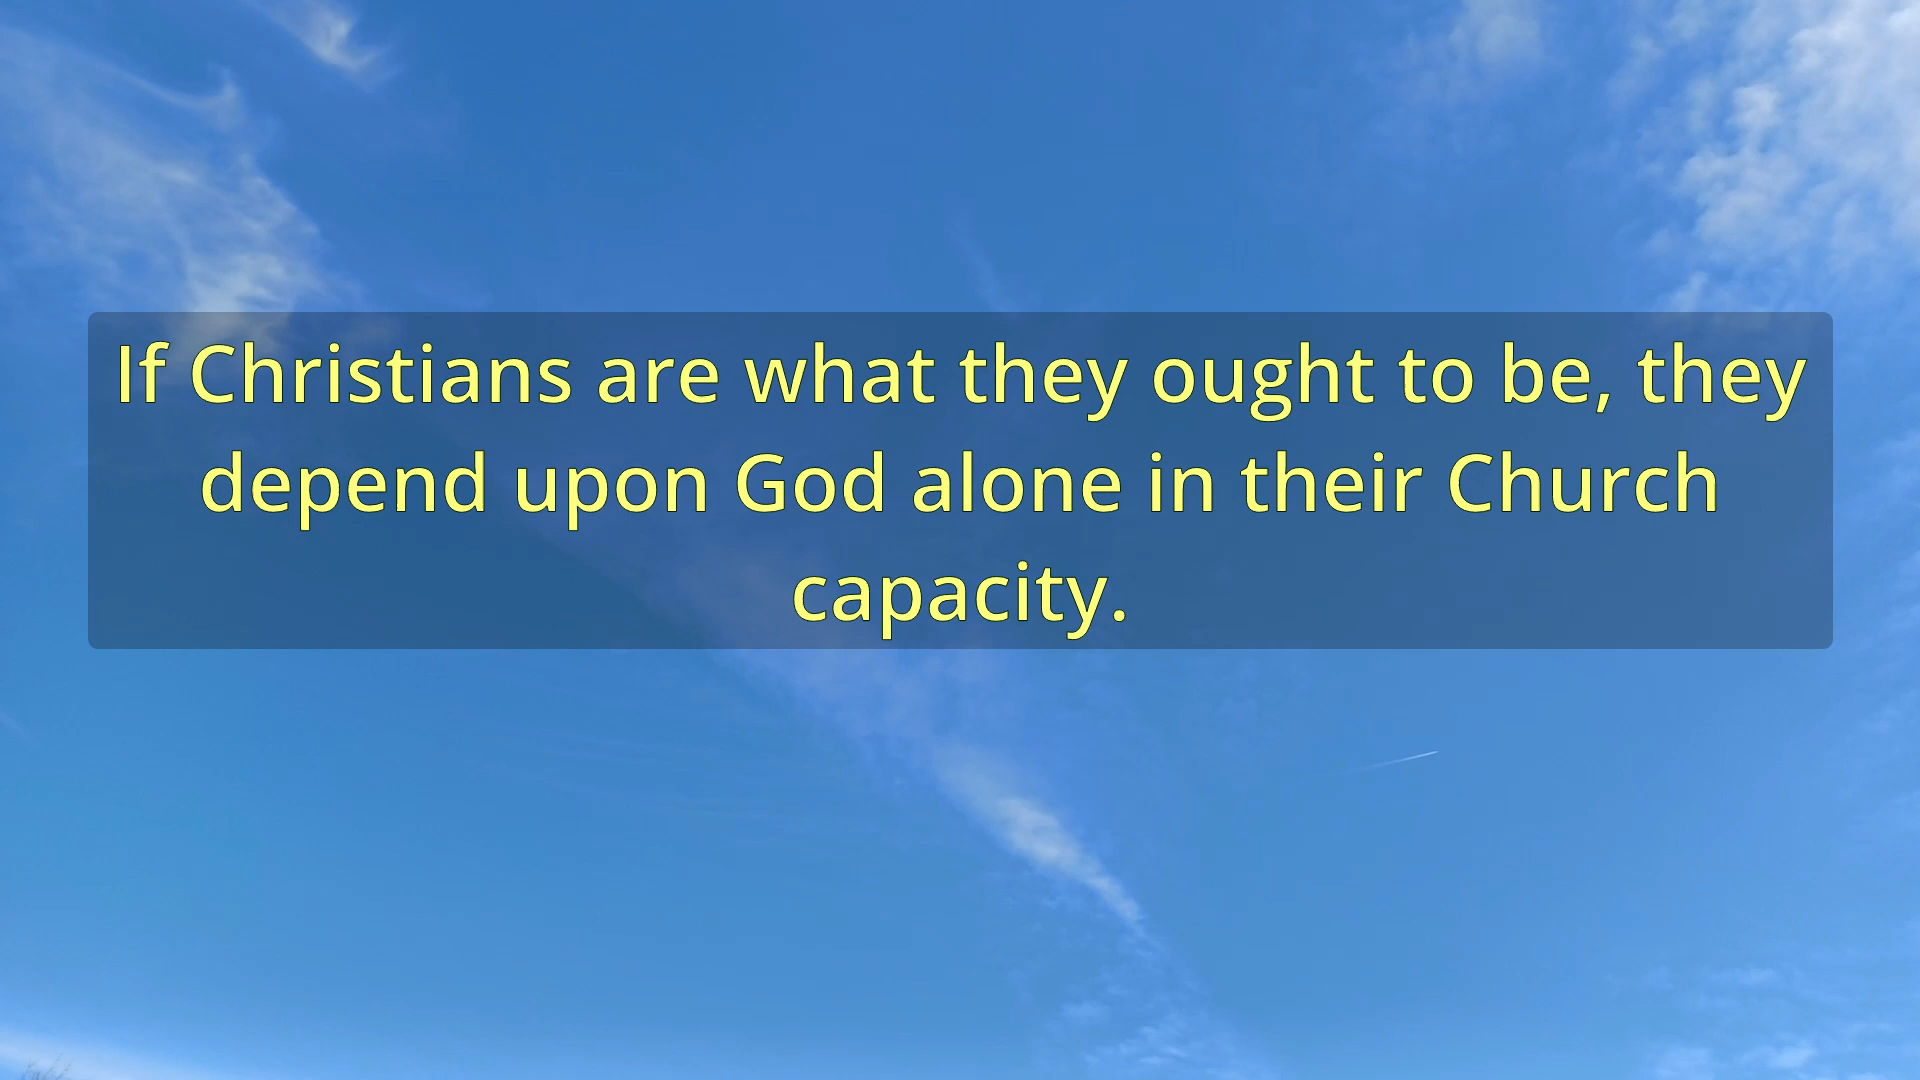 If Christians are what they ought to be, they
depend upon God alone in their Church
capacity.